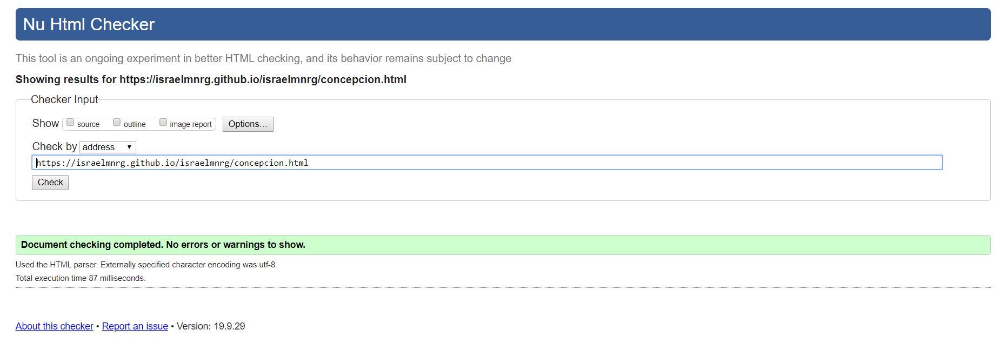 Nu Html Checker
This tool is an ongoing experiment in better HTML checking, and its behavior remains subject to change
Showing results for https://israelmnrg.github.io/israelmnrg/concepcion.html
Checker Input
Show source outline image report Options...
Check by address
https://israelmnrg.github.io/israelmnrg/concepcion.html
Check
Document checking completed. No errors or warnings to show.
Used the HTML parser. Externally specified character encoding was utf-8.
Total execution time 87 milliseconds.
About this checker • Report an issue • Version: 19.9.29